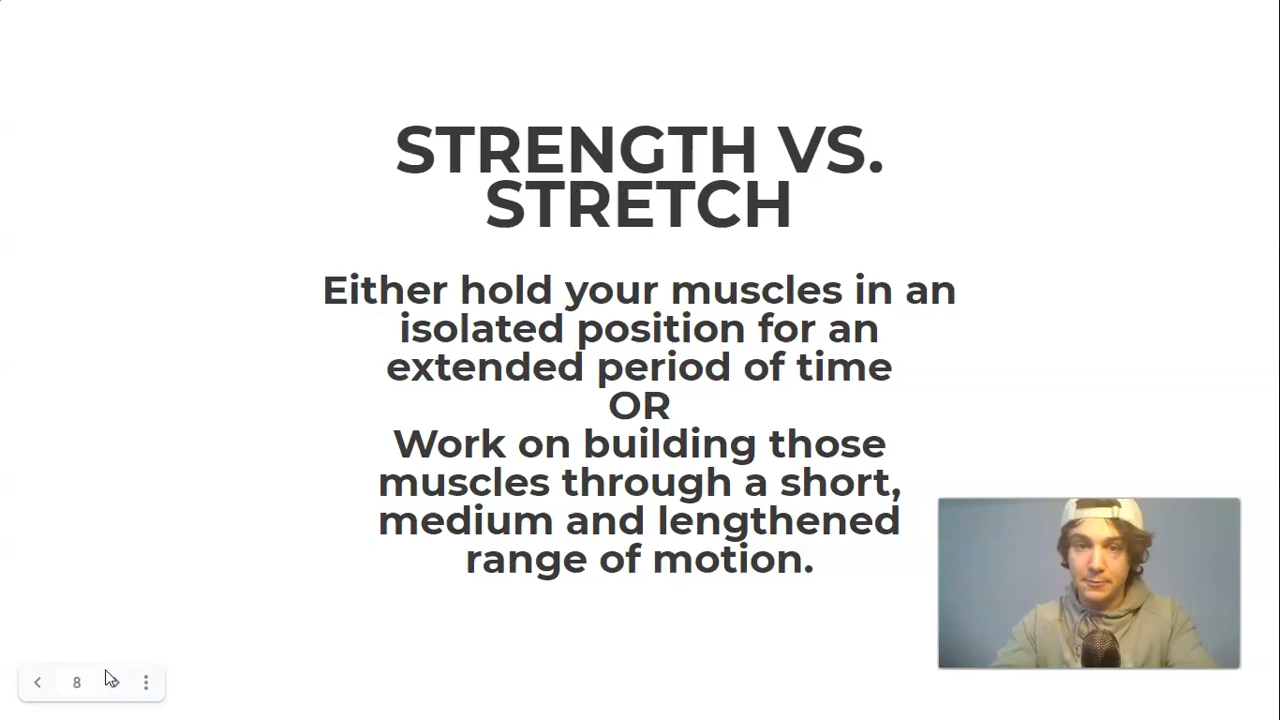 STRENGTH VS.
STRETCH
Either hold your muscles in an
isolated position for an
extended period of time
OR
Work on building those
muscles through a short,
medium and lengthened
range of motion.
8